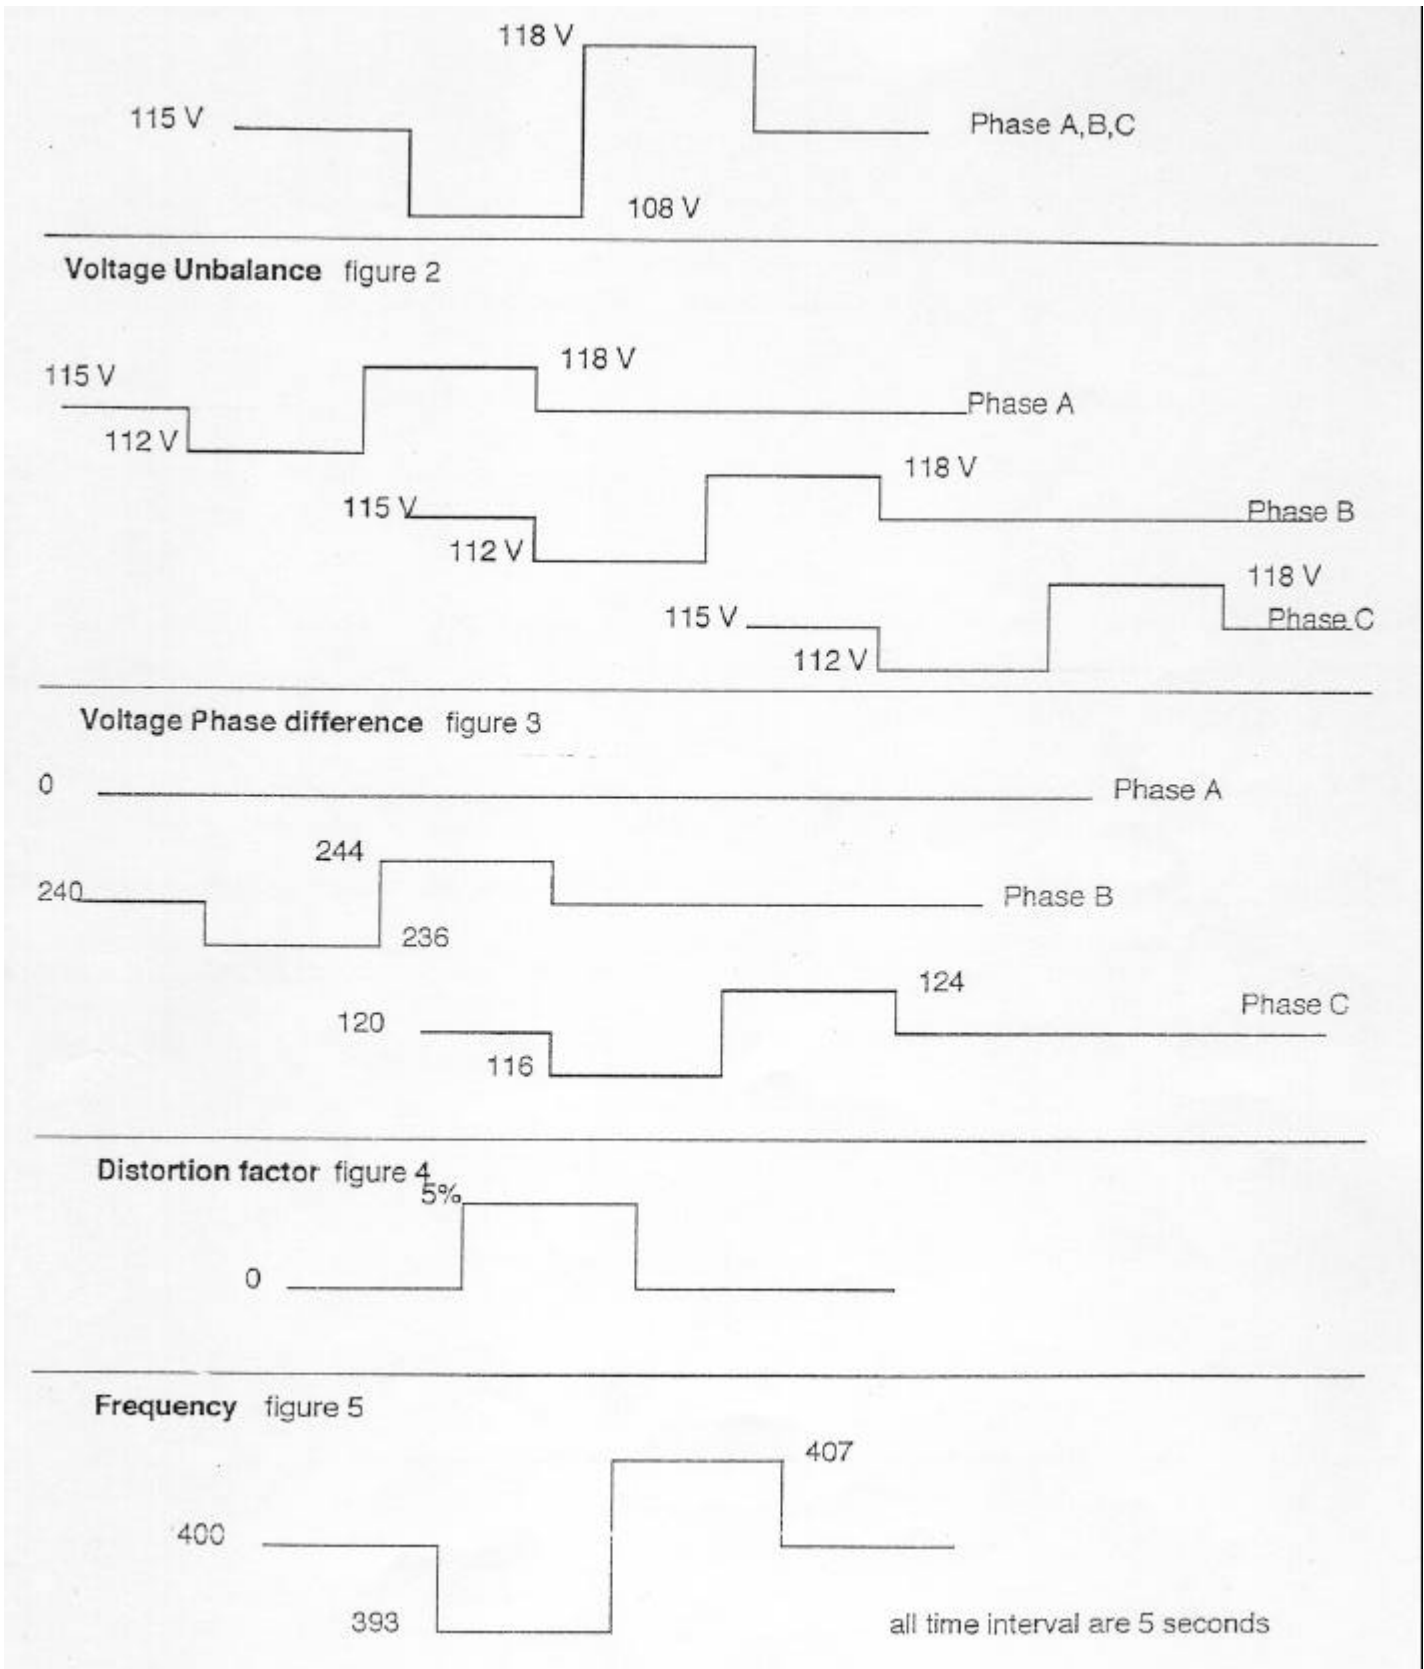 118 V
115 V
Phase A,B,C
108 V
Voltage Unbalance figure 2
118 V
115 V
Phase A
112 V
118 V
115 V
Phase B
112 V
118 V
115 V
Phase C
112 V
Voltage Phase difference figure 3
0
Phase A
244
240
Phase B
236
124
Phase C
120
116
Distortion factor figure 4
5%
0
Frequency figure 5
407
400
393
all time interval are 5 seconds